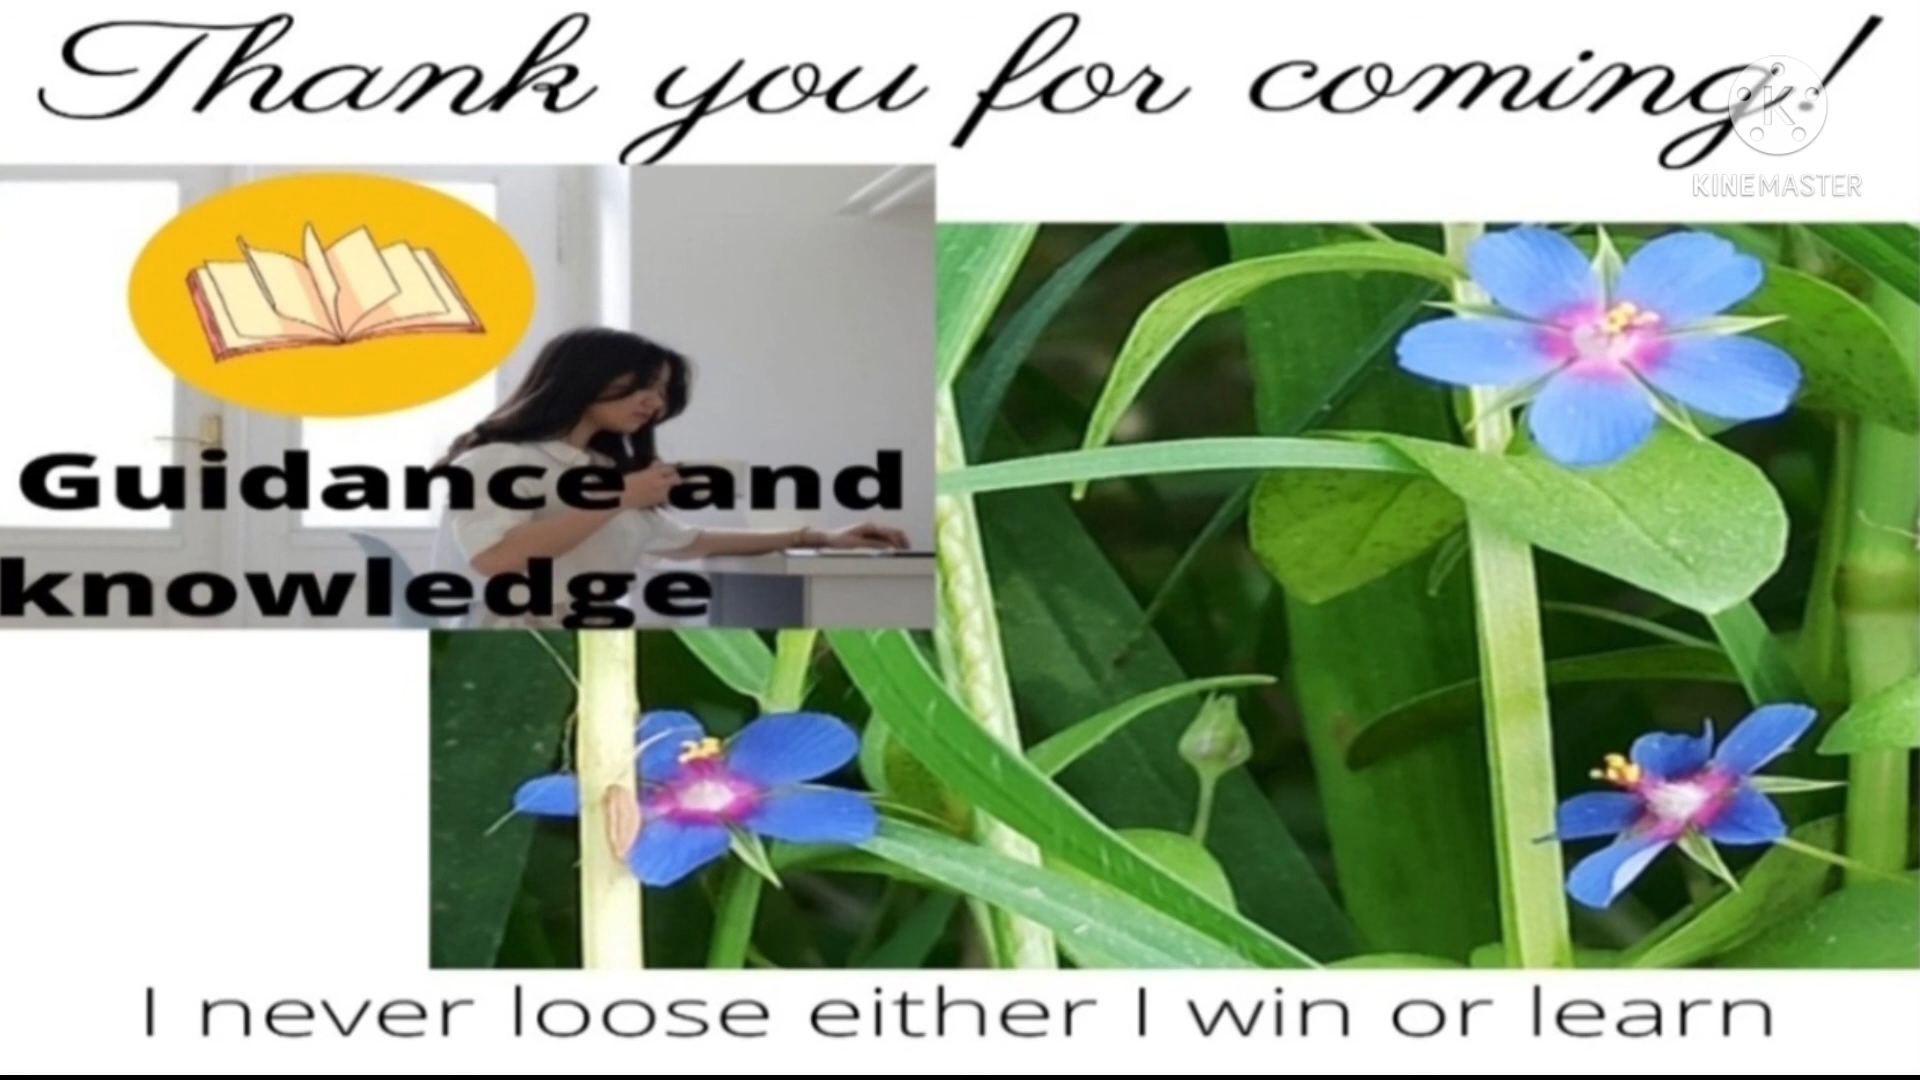 Thank you for coming!
KINEMASTER
Guidance and
knowledge
I never loose either I win or learn